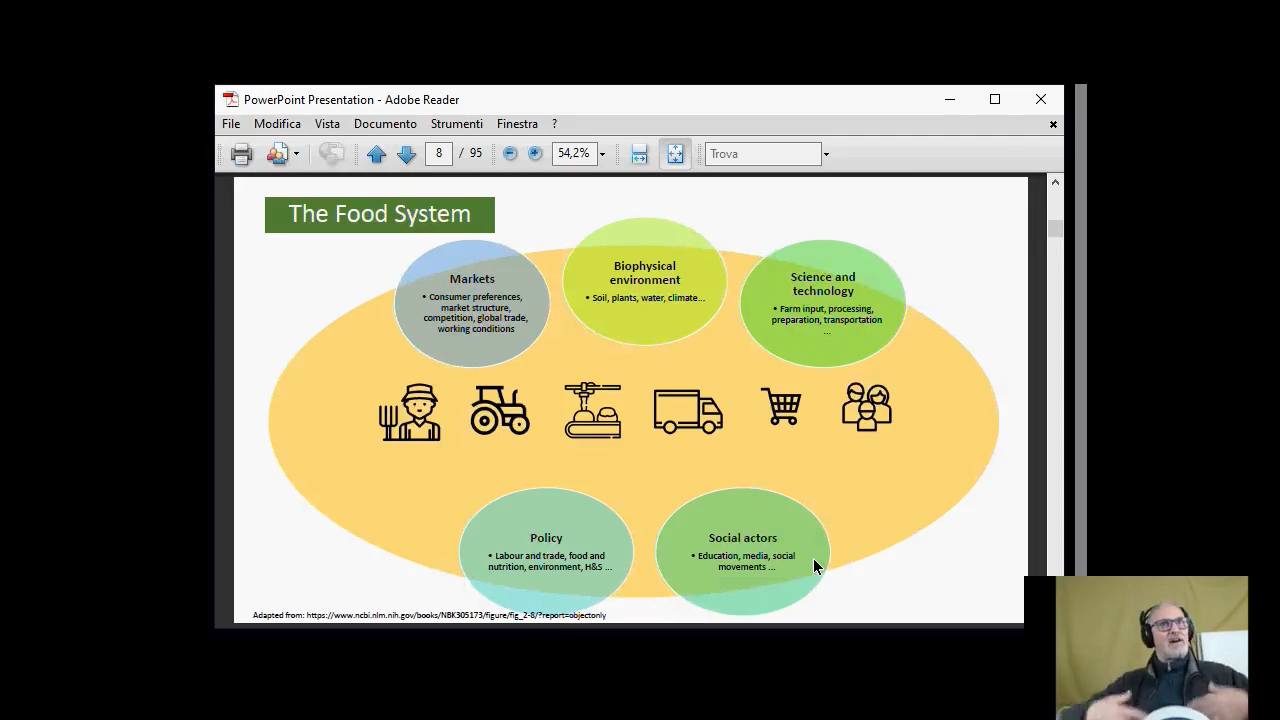 PowerPoint Presentation - Adobe Reader
File Modifica Vista Documento Strumenti Finestra ?
8 / 95 54,2% Trova
The Food System
Markets
• Consumer preferences,
market structure,
competition, global trade,
working conditions
Biophysical
environment
• Soil, plants, water, climate...
Science and
technology
• Farm input, processing,
preparation, transportation
...
Policy
• Labour and trade, food and
nutrition, environment, H&S ...
Social actors
• Education, media, social
movements ...
Adapted from: https://www.ncbi.nlm.nih.gov/books/NBK305173/figure/fig_2-8/?report=objectonly